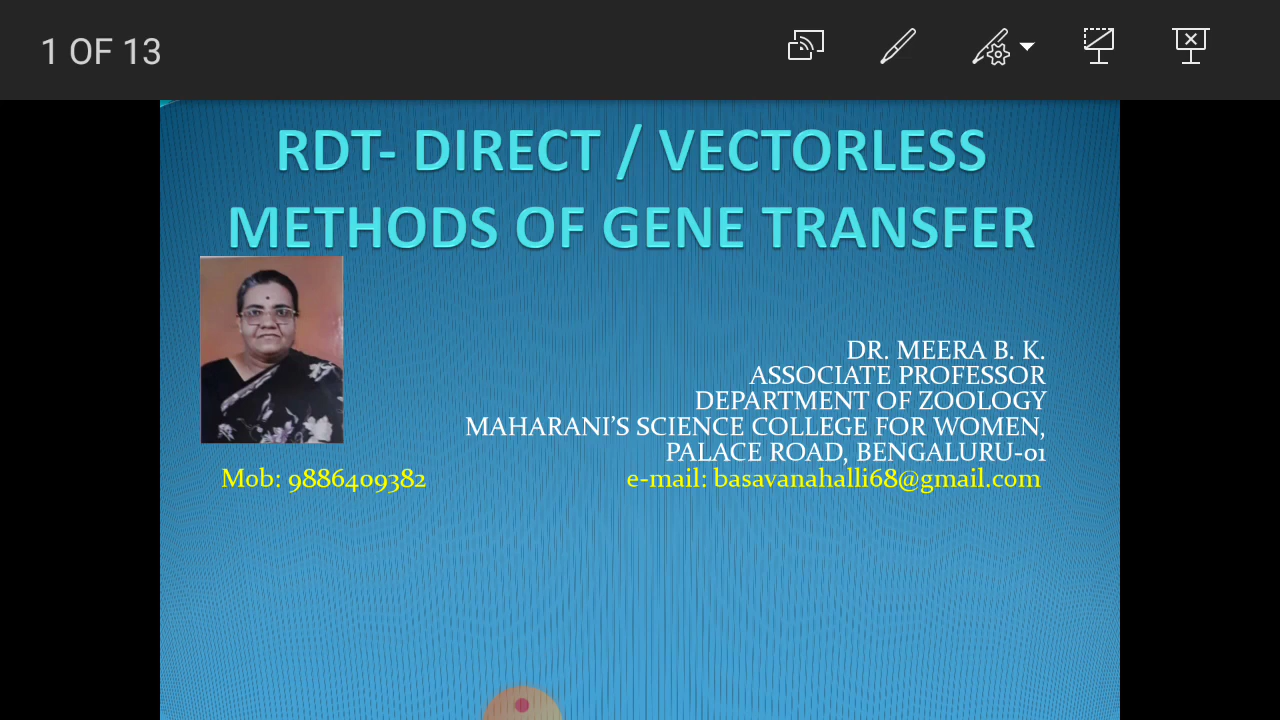 1 OF 13
RDT- DIRECT / VECTORLESS
METHODS OF GENE TRANSFER
DR. MEERA B. K.
ASSOCIATE PROFESSOR
DEPARTMENT OF ZOOLOGY
MAHARANI’S SCIENCE COLLEGE FOR WOMEN,
PALACE ROAD, BENGALURU-01
Mob: 9886409382 e-mail: basavanahalli68@gmail.com